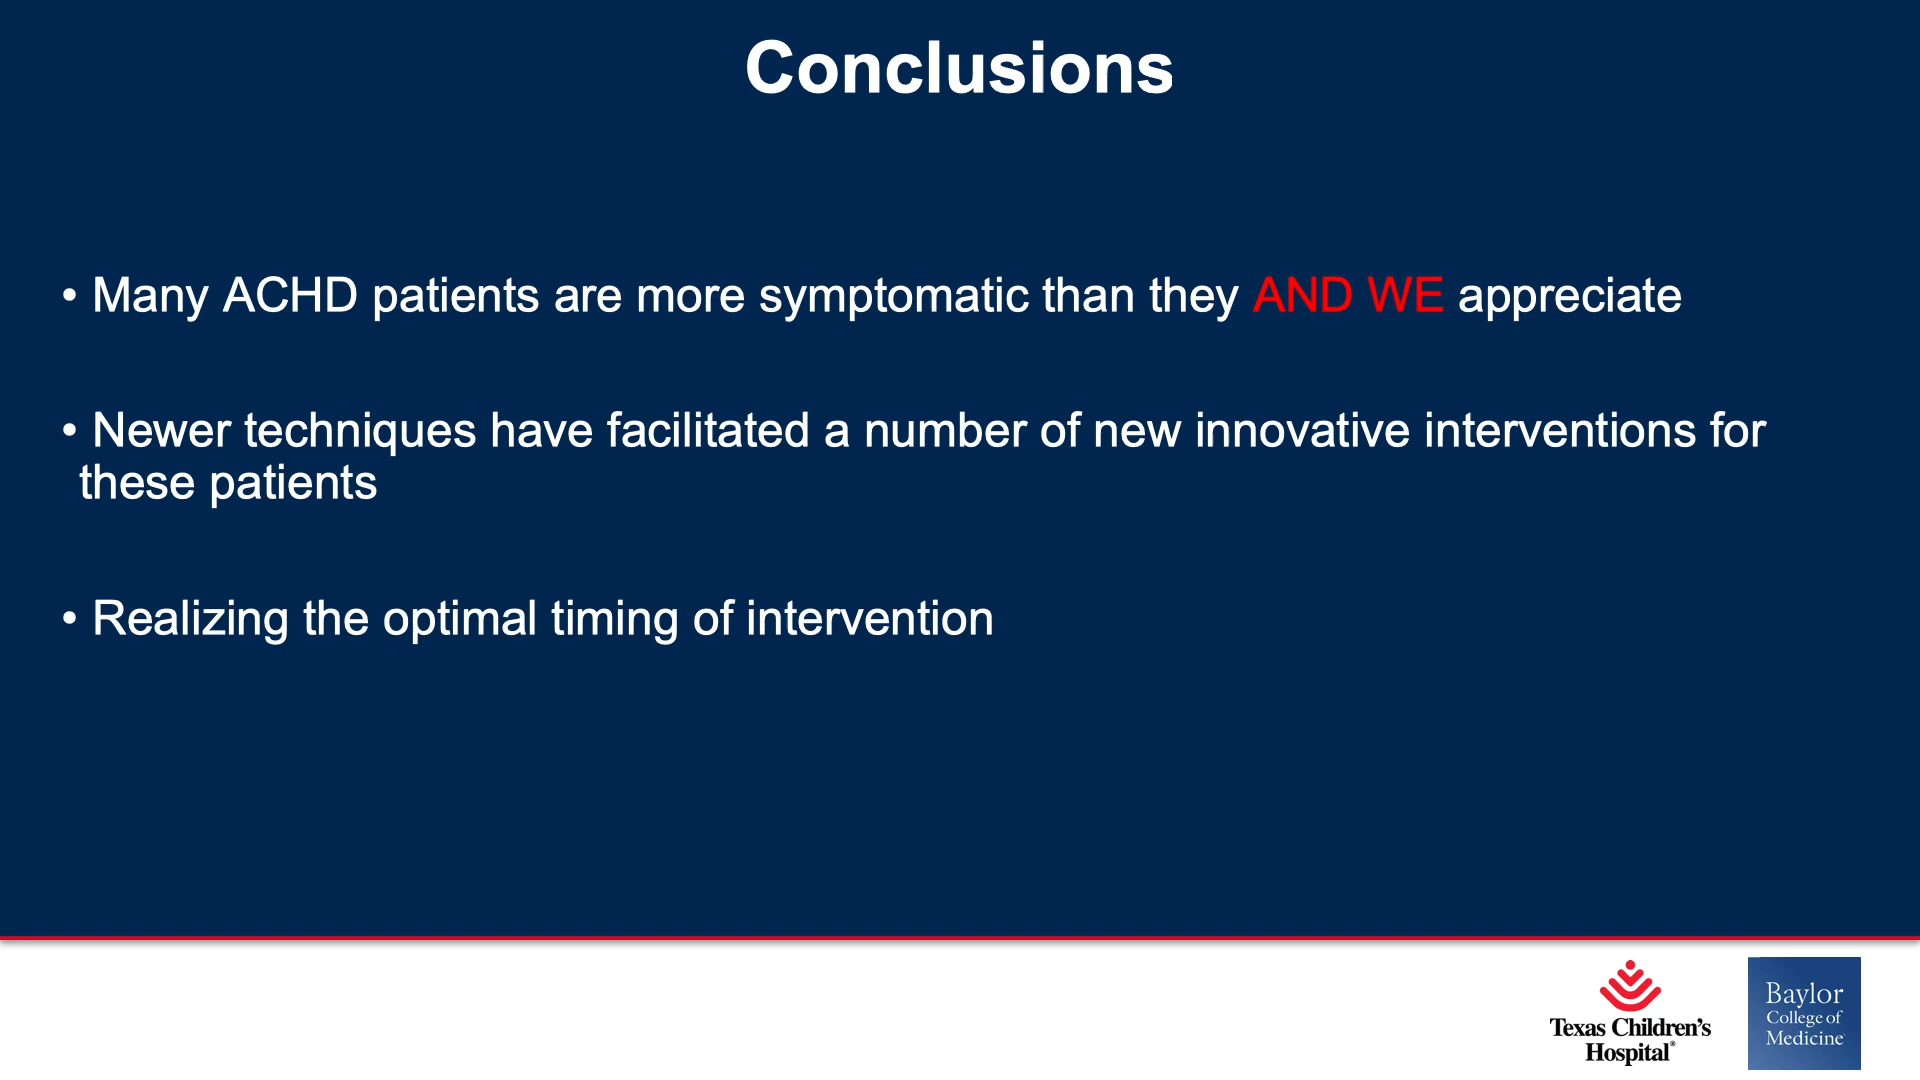 Conclusions
• Many ACHD patients are more symptomatic than they AND WE appreciate
• Newer techniques have facilitated a number of new innovative interventions for
these patients
• Realizing the optimal timing of intervention
Texas Children's
Hospital®
Baylor
College of
Medicine